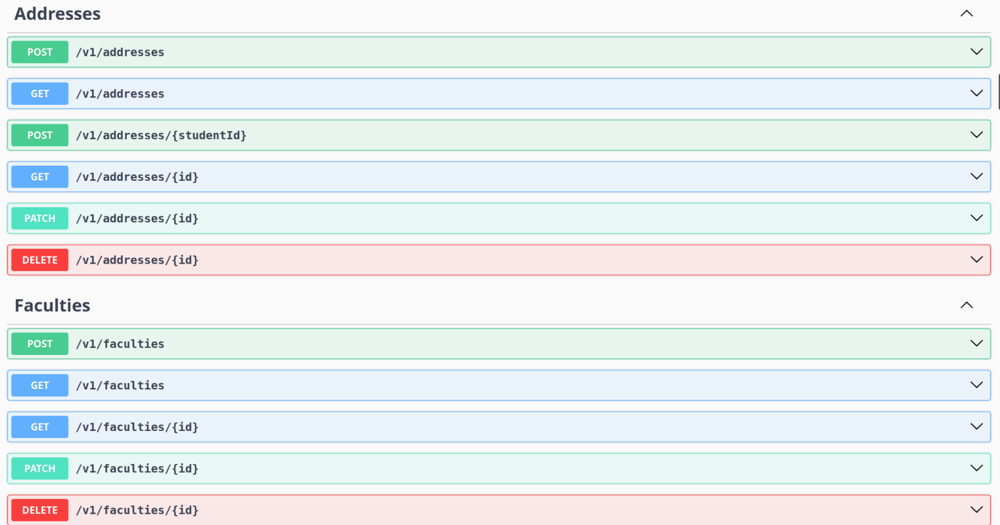 Addresses
POST /v1/addresses
GET /v1/addresses
POST /v1/addresses/{studentId}
GET /v1/addresses/{id}
PATCH /v1/addresses/{id}
DELETE /v1/addresses/{id}
Faculties
POST /v1/faculties
GET /v1/faculties
GET /v1/faculties/{id}
PATCH /v1/faculties/{id}
DELETE /v1/faculties/{id}